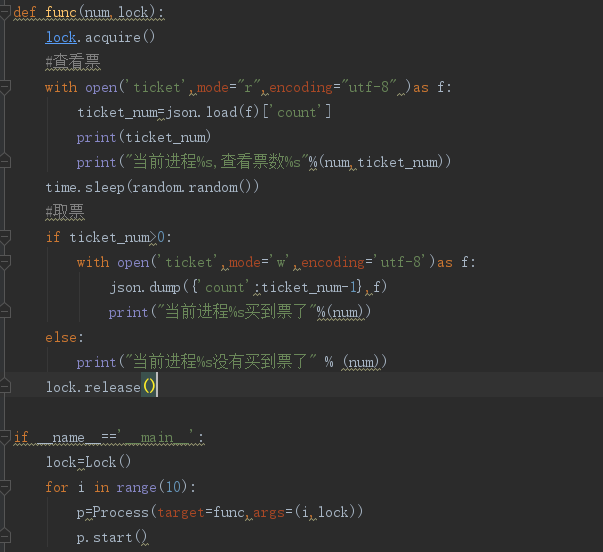 def func(num,lock):
    lock.acquire()
    #查看票
    with open('ticket',mode="r",encoding="utf-8" )as f:
        ticket_num=json.load(f)['count']
        print(ticket_num)
        print("当前进程%s,查看票数%s"%(num,ticket_num))
    time.sleep(random.random())
    #取票
    if ticket_num>0:
        with open('ticket',mode='w',encoding='utf-8')as f:
            json.dump({'count':ticket_num-1},f)
            print("当前进程%s买到票了"%(num))
    else:
        print("当前进程%s没有买到票了" % (num))
    lock.release()
if __name__=='__main__':
    lock=Lock()
    for i in range(10):
        p=Process(target=func,args=(i,lock))
        p.start()